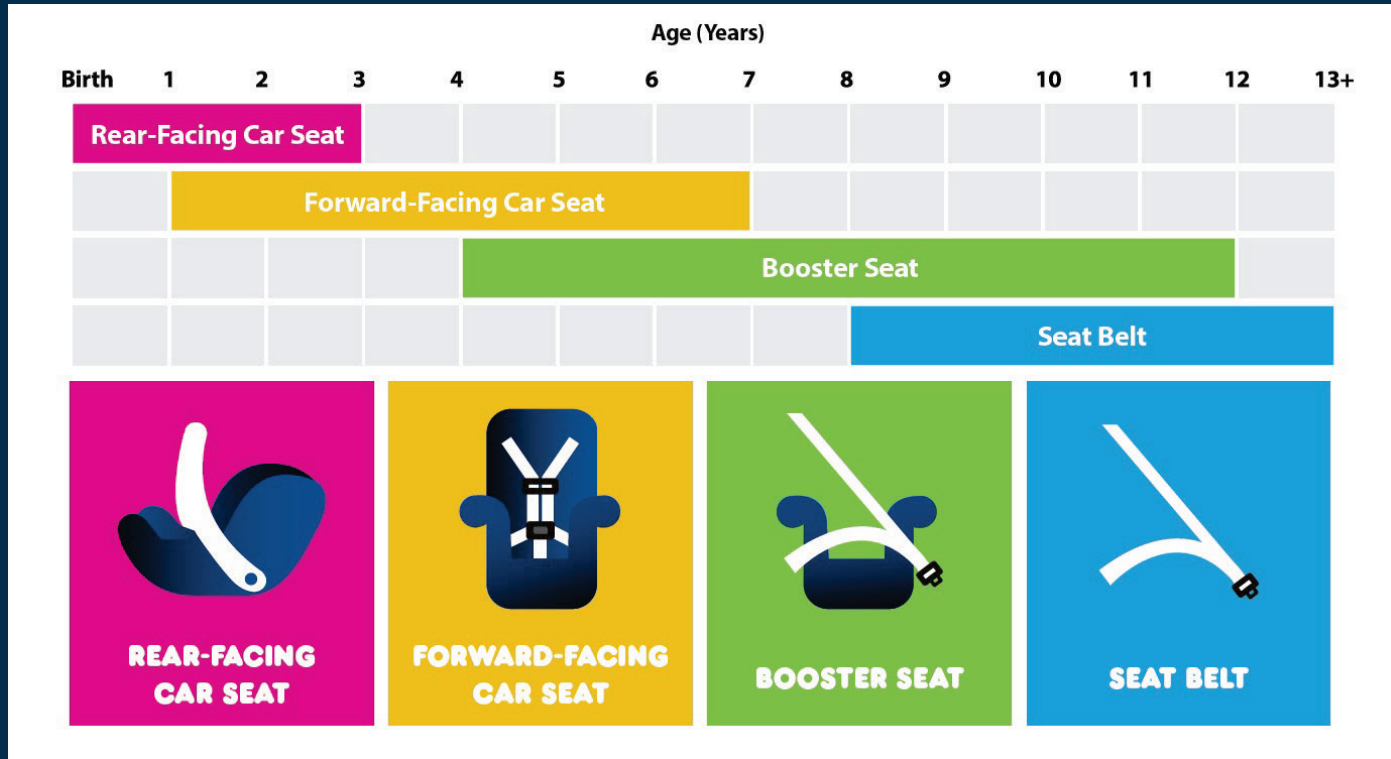 Age (Years)
Birth 1 2 3 4 5 6 7 8 9 10 11 12 13+
Rear-Facing Car Seat
Forward-Facing Car Seat
Booster Seat
Seat Belt
REAR-FACING
CAR SEAT
FORWARD-FACING
CAR SEAT
BOOSTER SEAT
SEAT BELT